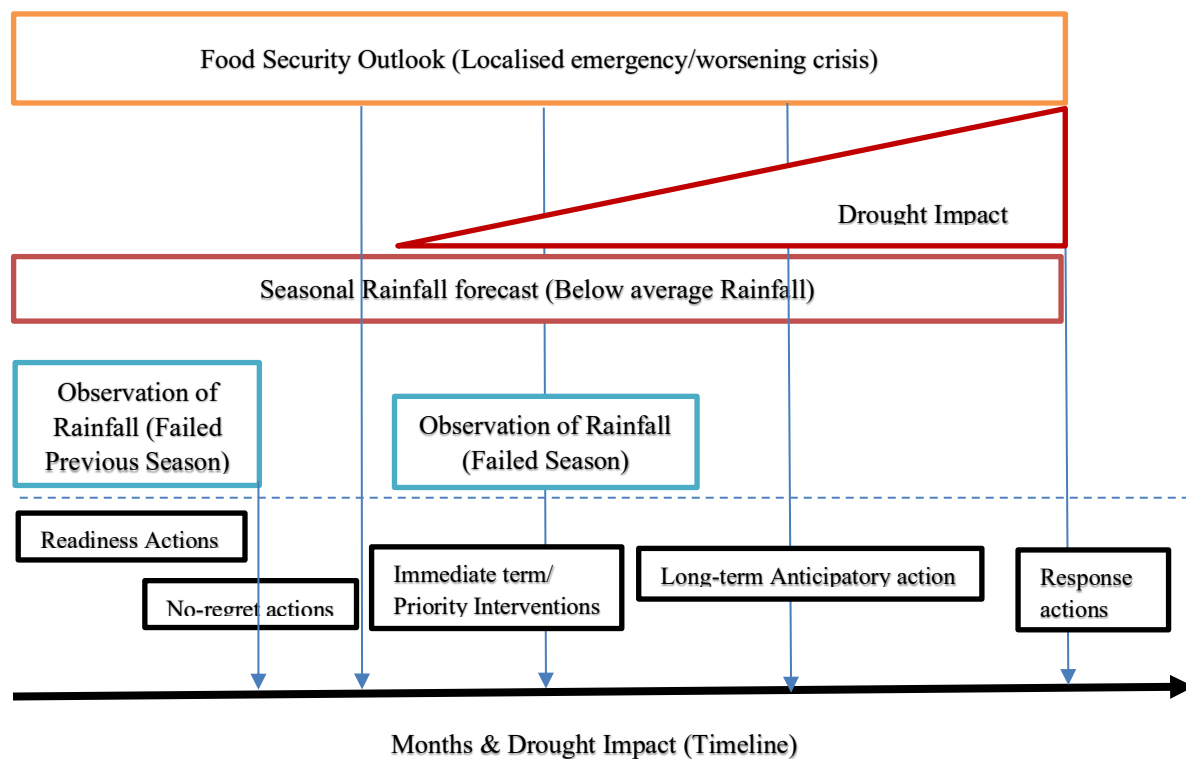 Food Security Outlook (Localised emergency/worsening crisis)
Drought Impact
Seasonal Rainfall forecast (Below average Rainfall)
Observation of
Rainfall (Failed
Previous Season)
Observation of Rainfall
(Failed Season)
Readiness Actions
No-regret actions
Immediate term/
Priority Interventions
Long-term Anticipatory action
Response
actions
Months & Drought Impact (Timeline)